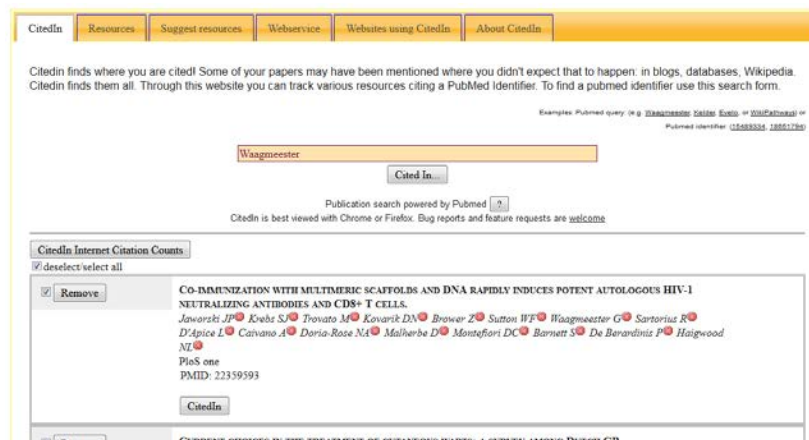 CitedIn Resources Suggest resources Webservice Websites using CitedIn About CitedIn
Citedin finds where you are cited! Some of your papers may have been mentioned where you didn't expect that to happen: in blogs, databases, Wikipedia.
Citedin finds them all. Through this website you can track various resources citing a PubMed Identifier. To find a pubmed identifier use this search form.
Examples: Pubmed query: (e.g. Waagmeester, Kelder, Evelo, or WikiPathways) or
Pubmed identifier: (15489334, 18651794)
Waagmeester
Cited In...
Publication search powered by Pubmed ?
CitedIn is best viewed with Chrome or Firefox. Bug reports and feature requests are welcome
CitedIn Internet Citation Counts
deselect/select all
Remove
CO-IMMUNIZATION WITH MULTIMERIC SCAFFOLDS AND DNA RAPIDLY INDUCES POTENT AUTOLOGOUS HIV-1
NEUTRALIZING ANTIBODIES AND CD8+ T CELLS.
Jaworski JP Krebs SJ Trovato M Kovarik DN Brower Z Sutton WF Waagmeester G Sartorius R
D'Apice L Caivano A Doria-Rose NA Malherbe D Montefiori DC Barnett S De Berardinis P Haigwood
NL
PloS one
PMID: 22359593
CitedIn